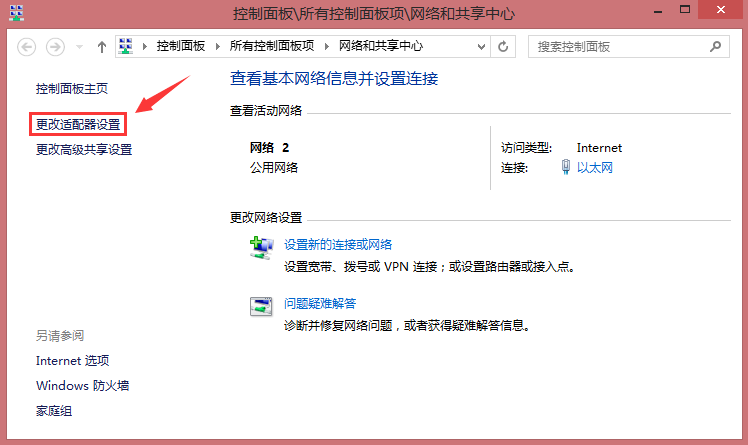 控制面板\所有控制面板项\网络和共享中心
控制面板 所有控制面板项 网络和共享中心
搜索控制面板
控制面板主页
更改适配器设置
更改高级共享设置
查看基本网络信息并设置连接
查看活动网络
网络 2
公用网络
访问类型: Internet
连接: 以太网
更改网络设置
设置新的连接或网络
设置宽带、拨号或 VPN 连接；或设置路由器或接入点。
问题疑难解答
诊断并修复网络问题，或者获得疑难解答信息。
另请参阅
Internet 选项
Windows 防火墙
家庭组